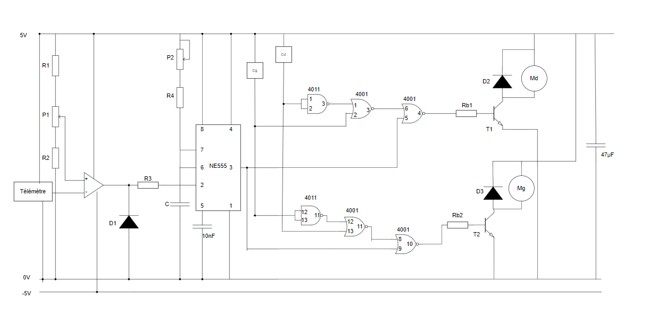 5V
R1
P1
R2
Télémètre
+
-
D1
R3
P2
R4
C
8 4
7
6 NE555 3
2
5 1
10nF
4011
1
2
3
4001
1
2
3
4001
6
5
4
Rb1
D2
Md
T1
4011
12
13
11
4001
12
13
11
4001
8
9
10
Rb2
D3
Mg
T2
47µF
0V
-5V